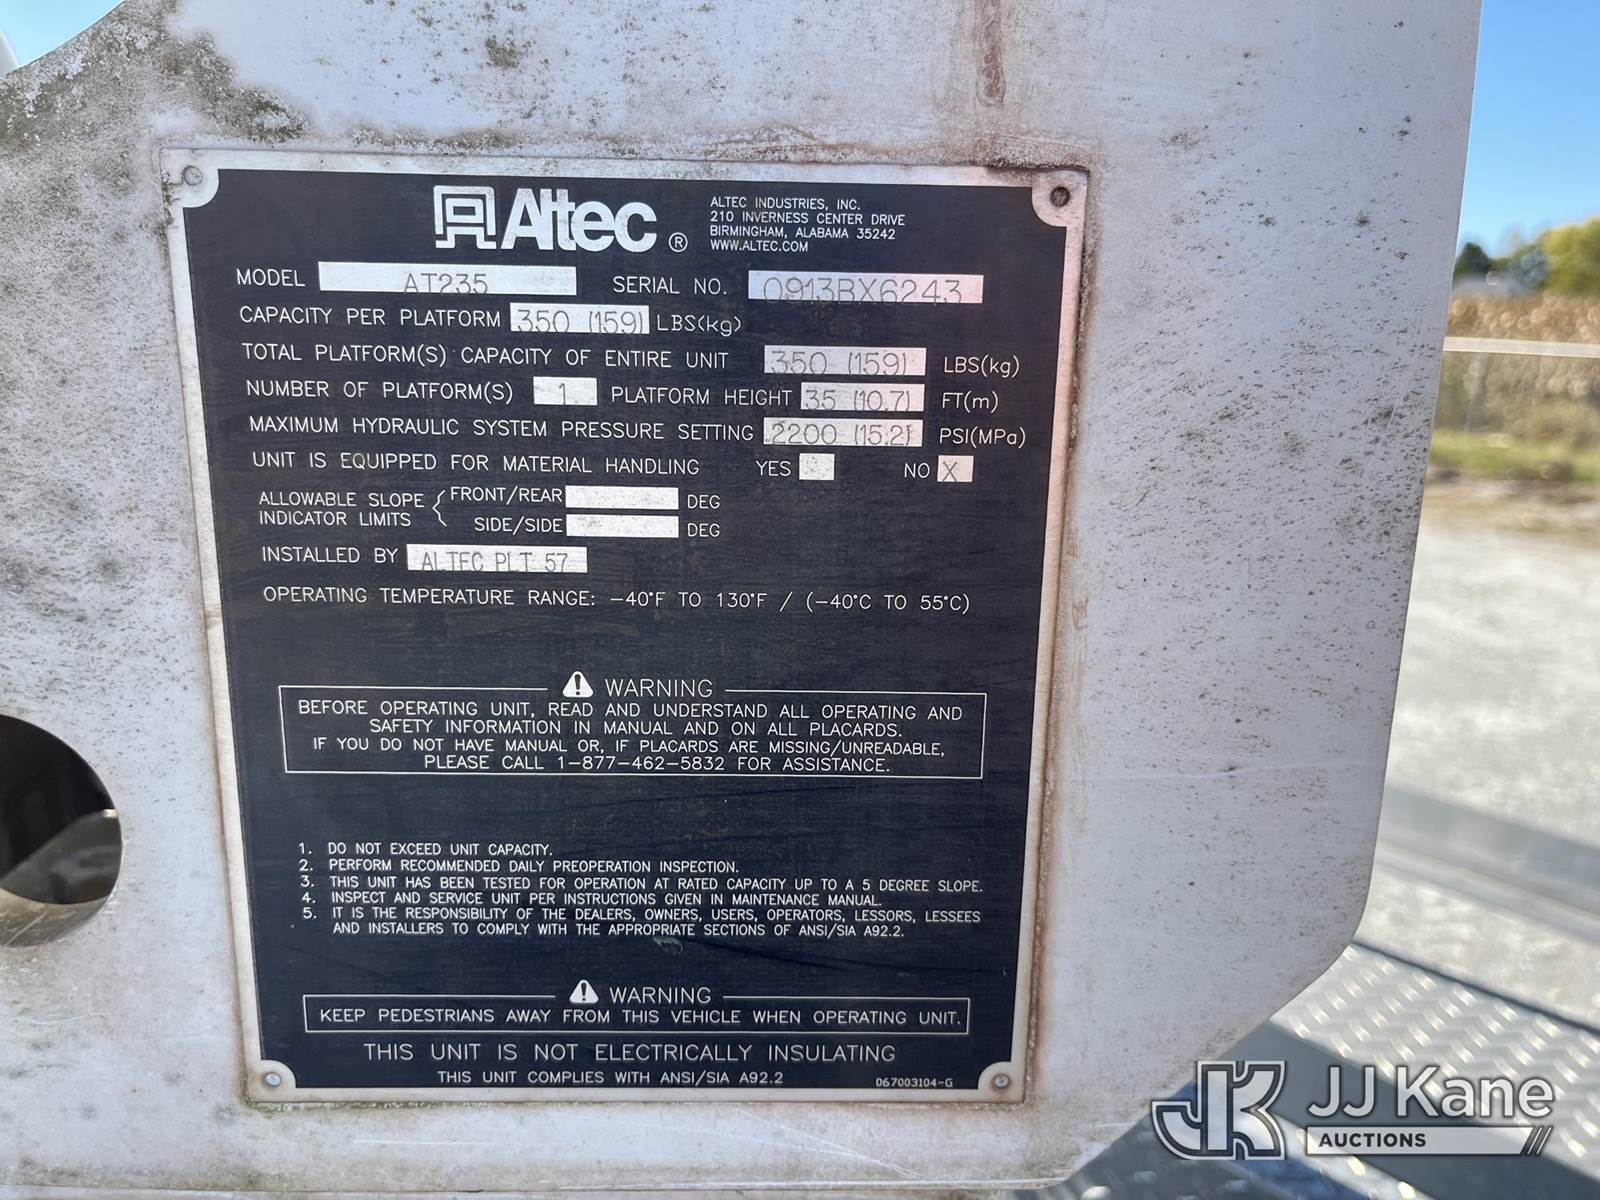 Altec ®
ALTEC INDUSTRIES, INC.
210 INVERNESS CENTER DRIVE
BIRMINGHAM, ALABAMA 35242
WWW.ALTEC.COM
MODEL AT235 SERIAL NO. 0913BX6243
CAPACITY PER PLATFORM 350 (159) LBS(kg)
TOTAL PLATFORM(S) CAPACITY OF ENTIRE UNIT 350 (159) LBS(kg)
NUMBER OF PLATFORM(S) 1 PLATFORM HEIGHT 35 (10.7) FT(m)
MAXIMUM HYDRAULIC SYSTEM PRESSURE SETTING 2200 (15.2) PSI(MPa)
UNIT IS EQUIPPED FOR MATERIAL HANDLING YES NO X
ALLOWABLE SLOPE INDICATOR LIMITS { FRONT/REAR DEG
SIDE/SIDE DEG
INSTALLED BY ALTEC PLT 57
OPERATING TEMPERATURE RANGE: -40°F TO 130°F / (-40°C TO 55°C)
WARNING
BEFORE OPERATING UNIT, READ AND UNDERSTAND ALL OPERATING AND
SAFETY INFORMATION IN MANUAL AND ON ALL PLACARDS.
IF YOU DO NOT HAVE MANUAL OR, IF PLACARDS ARE MISSING/UNREADABLE,
PLEASE CALL 1-877-462-5832 FOR ASSISTANCE.
1. DO NOT EXCEED UNIT CAPACITY.
2. PERFORM RECOMMENDED DAILY PREOPERATION INSPECTION.
3. THIS UNIT HAS BEEN TESTED FOR OPERATION AT RATED CAPACITY UP TO A 5 DEGREE SLOPE.
4. INSPECT AND SERVICE UNIT PER INSTRUCTIONS GIVEN IN MAINTENANCE MANUAL.
5. IT IS THE RESPONSIBILITY OF THE DEALERS, OWNERS, USERS, OPERATORS, LESSORS, LESSEES
AND INSTALLERS TO COMPLY WITH THE APPROPRIATE SECTIONS OF ANSI/SIA A92.2.
WARNING
KEEP PEDESTRIANS AWAY FROM THIS VEHICLE WHEN OPERATING UNIT.
THIS UNIT IS NOT ELECTRICALLY INSULATING
THIS UNIT COMPLIES WITH ANSI/SIA A92.2 067003104-G
JK JJ Kane
AUCTIONS